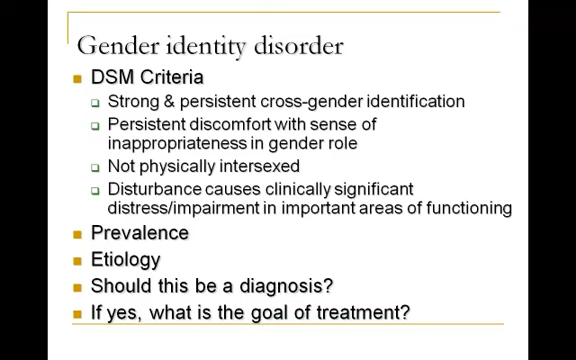 Gender identity disorder
DSM Criteria
Strong & persistent cross-gender identification
Persistent discomfort with sense of
inappropriateness in gender role
Not physically intersexed
Disturbance causes clinically significant
distress/impairment in important areas of functioning
Prevalence
Etiology
Should this be a diagnosis?
If yes, what is the goal of treatment?